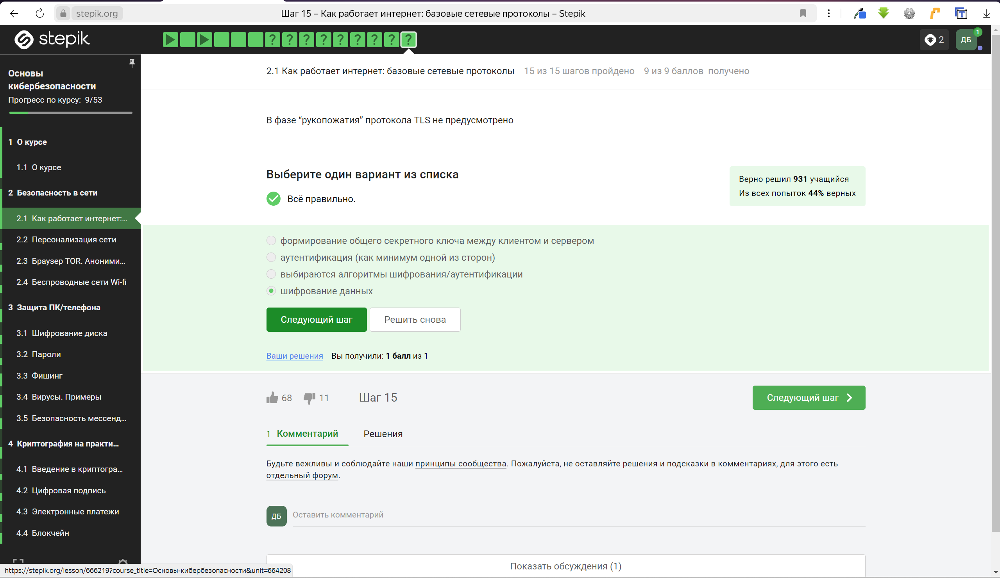 stepik.org
Шаг 15 – Как работает интернет: базовые сетевые протоколы – Stepik
stepik
? ? ? ? ? ? ? ? ?
2
ДБ
1
Основы
кибербезопасности
Прогресс по курсу: 9/53
1 О курсе
1.1 О курсе
2 Безопасность в сети
2.1 Как работает интернет:...
2.2 Персонализация сети
2.3 Браузер TOR. Аноними...
2.4 Беспроводные сети Wi-fi
3 Защита ПК/телефона
3.1 Шифрование диска
3.2 Пароли
3.3 Фишинг
3.4 Вирусы. Примеры
3.5 Безопасность мессенд...
4 Криптография на практи...
4.1 Введение в криптогра...
4.2 Цифровая подпись
4.3 Электронные платежи
4.4 Блокчейн
2.1 Как работает интернет: базовые сетевые протоколы 15 из 15 шагов пройдено 9 из 9 баллов получено
В фазе “рукопожатия” протокола TLS не предусмотрено
Выберите один вариант из списка
Всё правильно.
Верно решил 931 учащийся
Из всех попыток 44% верных
формирование общего секретного ключа между клиентом и сервером
аутентификация (как минимум одной из сторон)
выбираются алгоритмы шифрования/аутентификации
шифрование данных
Следующий шаг
Решить снова
Ваши решения Вы получили: 1 балл из 1
68 11 Шаг 15
Следующий шаг
1 Комментарий Решения
Будьте вежливы и соблюдайте наши принципы сообщества. Пожалуйста, не оставляйте решения и подсказки в комментариях, для этого есть
отдельный форум.
ДБ Оставить комментарий
Показать обсуждения (1)
https://stepik.org/lesson/666219?course_title=Основы-кибербезопасности&unit=664208